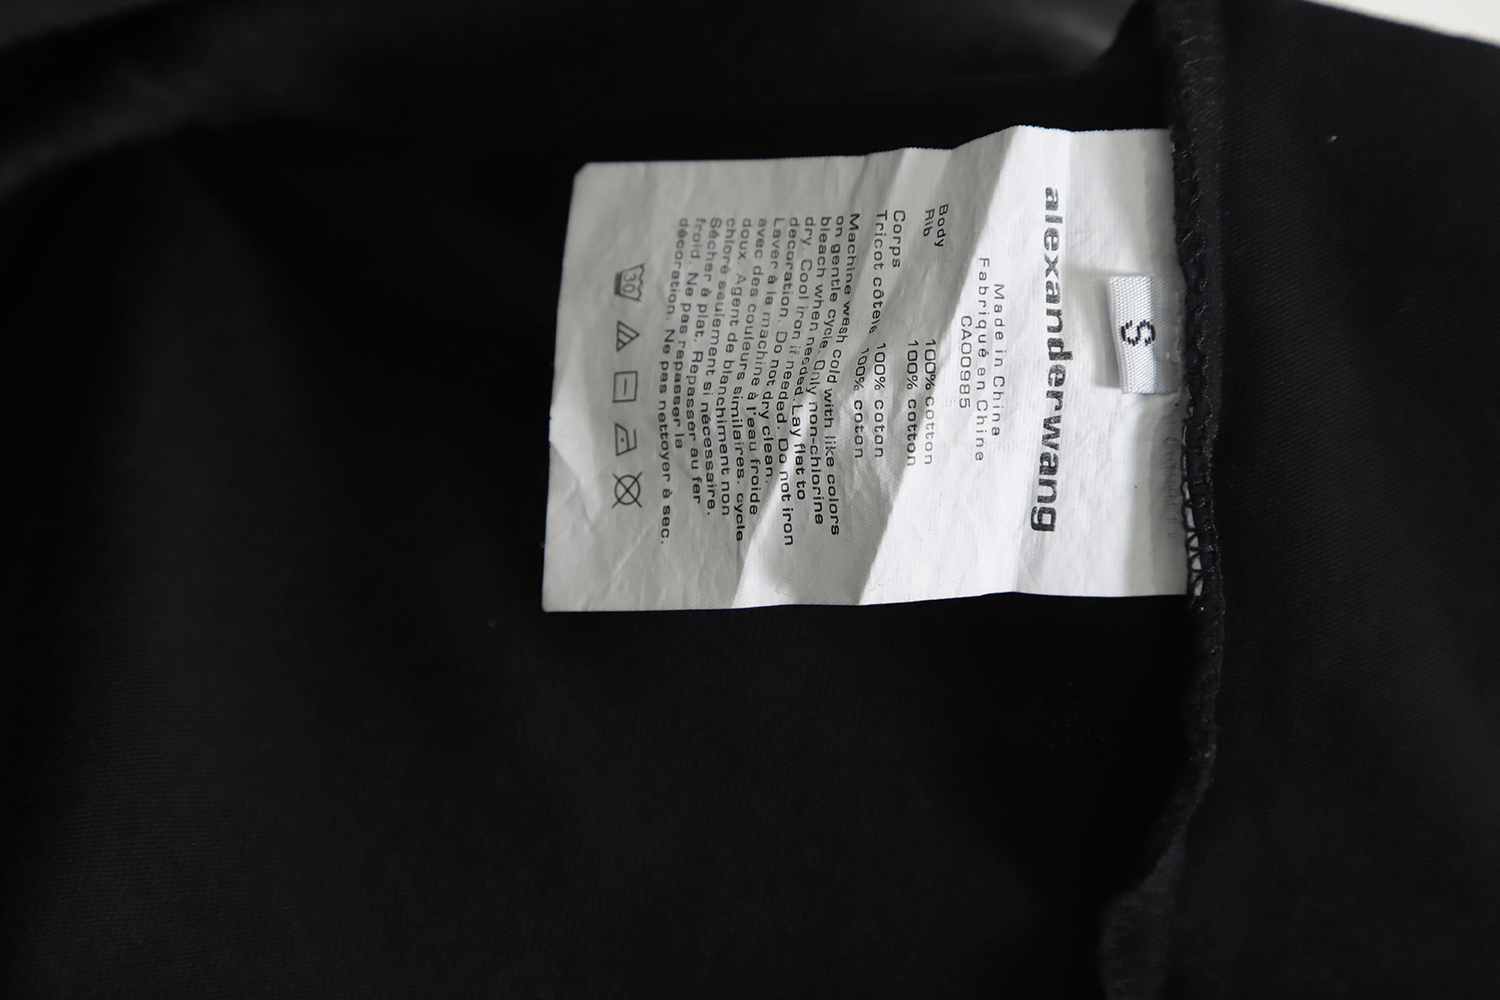 S
alexanderwang
Made in China
Fabriqué en Chine
CA00985
Body 100% cotton
Rib 100% cotton
Corps 100% coton
Tricot côtelé 100% coton
Machine wash cold with like colors
on gentle cycle. Only non-chlorine
bleach when needed. Lay flat to
dry. Cool iron if needed. Do not iron
decoration. Do not dry clean.
Laver à la machine à l'eau froide
avec des couleurs similaires, cycle
doux. Agent de blanchiment non
chloré seulement si nécessaire.
Sécher à plat. Repasser au fer
froid. Ne pas repasser la
décoration. Ne pas nettoyer à sec.
30